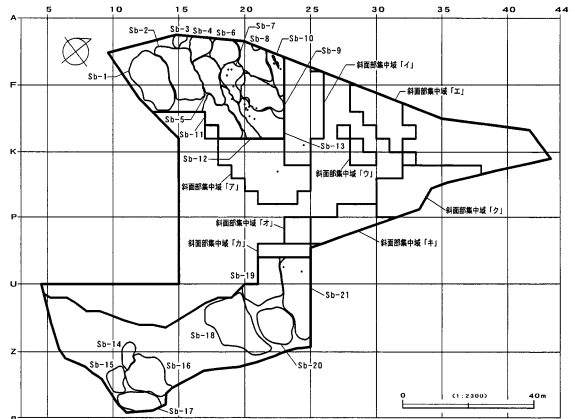 5 10 15 20 25 30 35 40 44
A
F
K
P
U
Z
Sb-1
Sb-2
Sb-3
Sb-4
Sb-6
Sb-7
Sb-8
Sb-10
Sb-9
Sb-5
Sb-11
Sb-12
Sb-13
斜面部集中域「イ」
斜面部集中域「エ」
斜面部集中域「ア」
斜面部集中域「ウ」
斜面部集中域「オ」
斜面部集中域「ク」
斜面部集中域「カ」
斜面部集中域「キ」
Sb-19
Sb-21
Sb-18
Sb-20
Sb-14
Sb-15
Sb-16
Sb-17
0 (1:2300) 40m